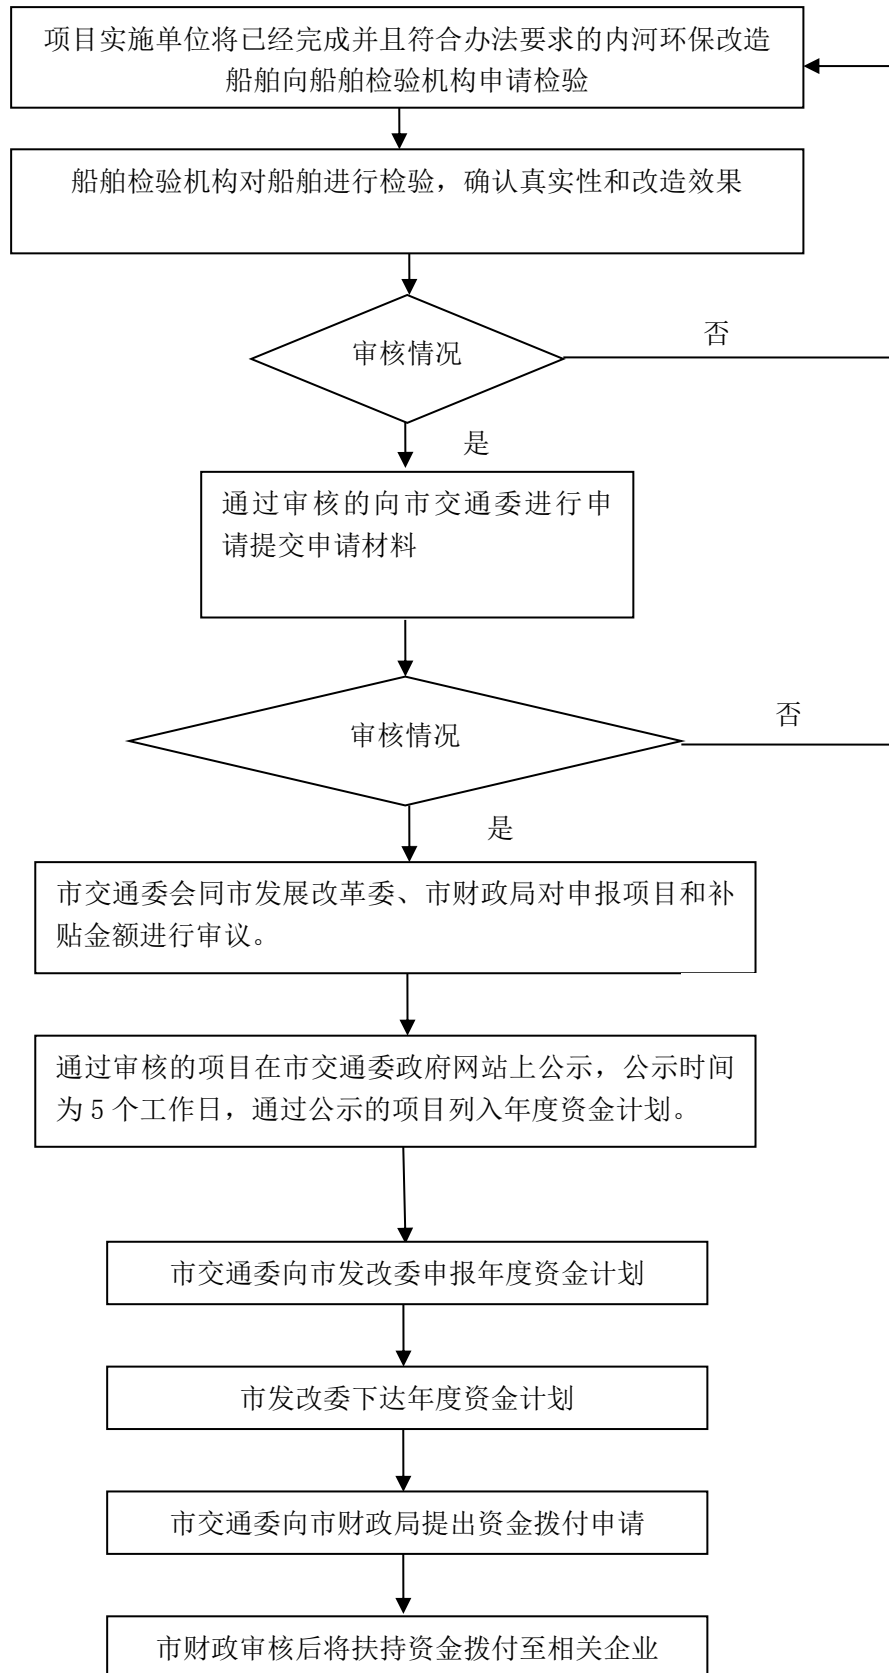 项目实施单位将已经完成并且符合办法要求的内河环保改造
船舶向船舶检验机构申请检验
船舶检验机构对船舶进行检验，确认真实性和改造效果
审核情况
否
是
通过审核的向市交通委进行申
请提交申请材料
审核情况
否
是
市交通委会同市发展改革委、市财政局对申报项目和补
贴金额进行审议。
通过审核的项目在市交通委政府网站上公示，公示时间
为 5 个工作日，通过公示的项目列入年度资金计划。
市交通委向市发改委申报年度资金计划
市发改委下达年度资金计划
市交通委向市财政局提出资金拨付申请
市财政审核后将扶持资金拨付至相关企业